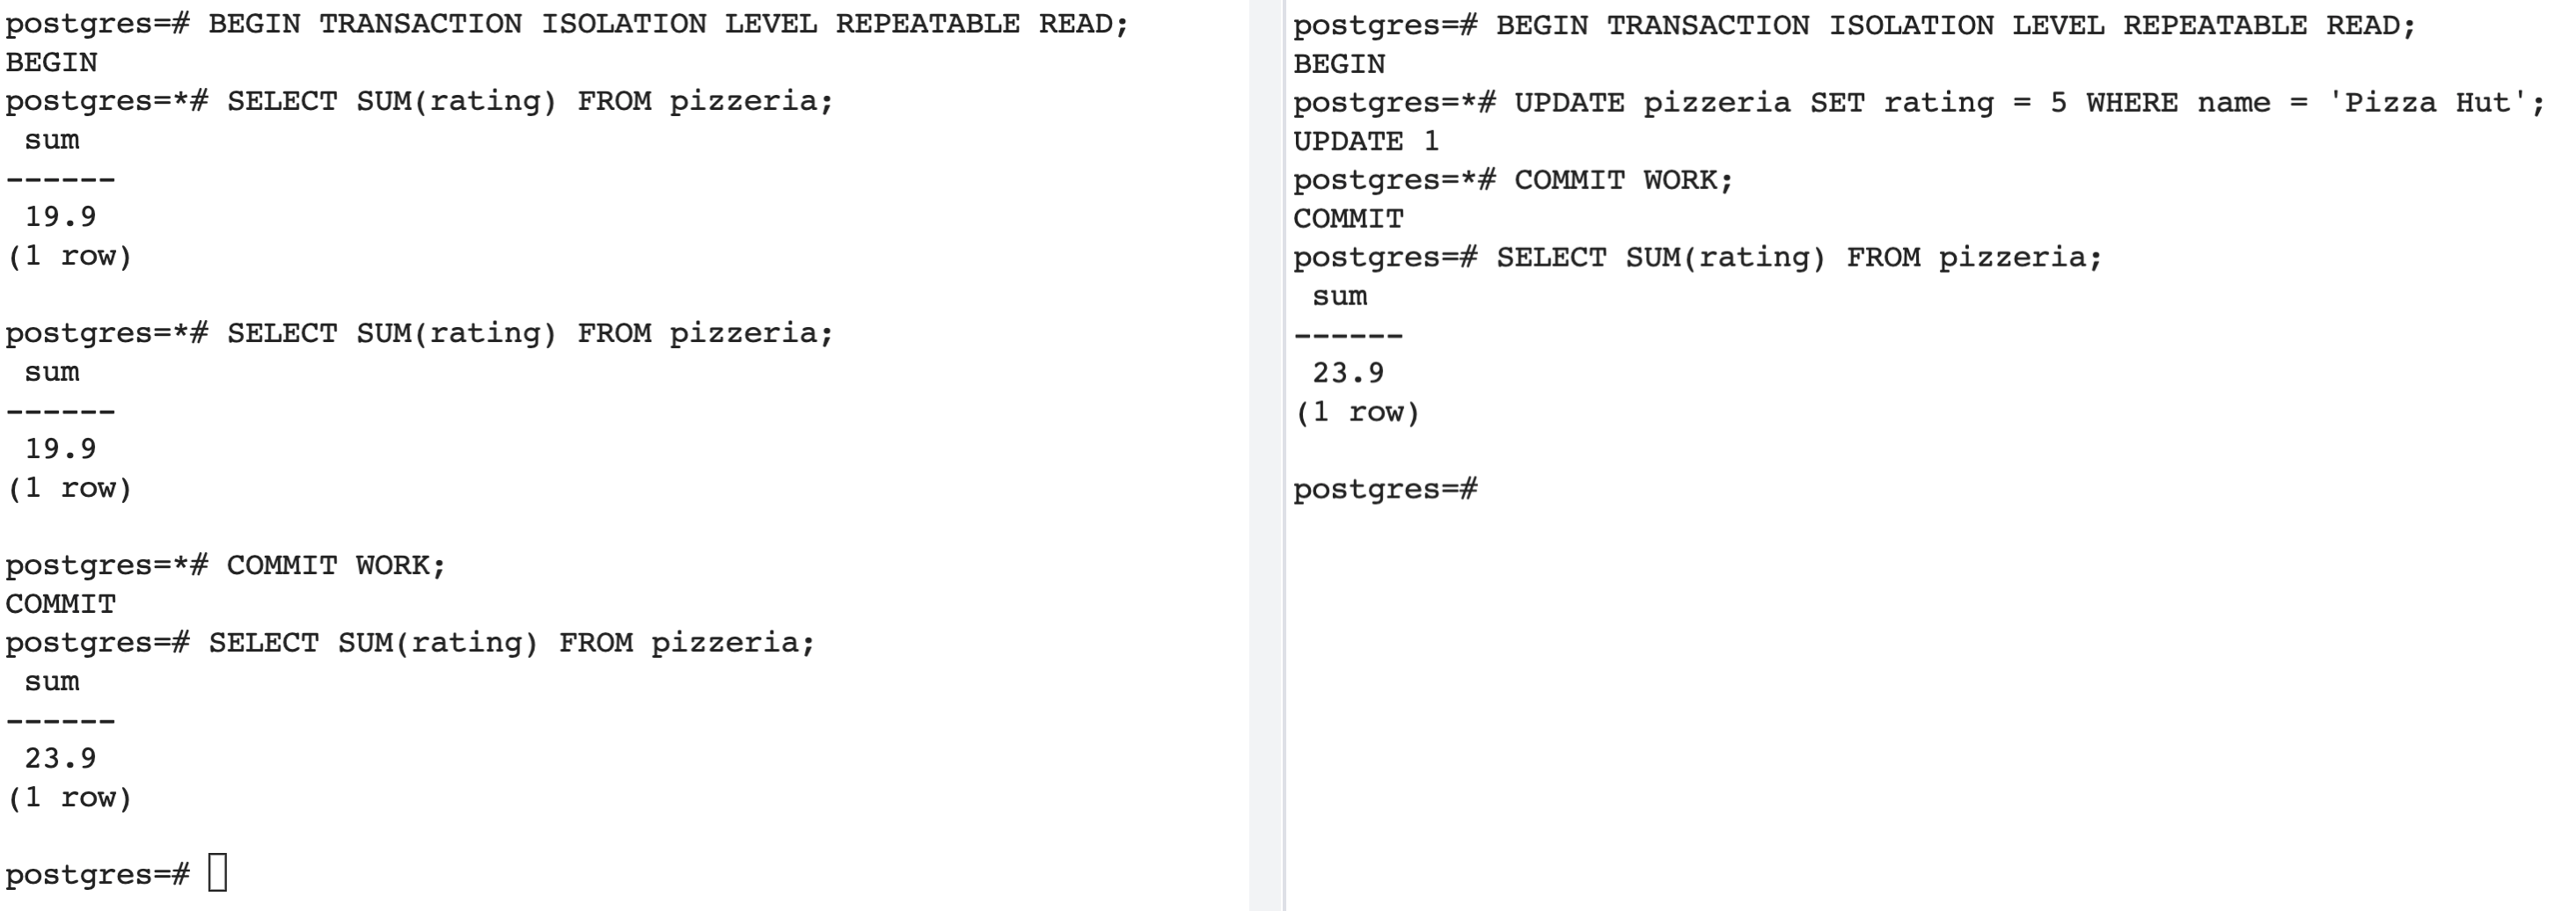 postgres=# BEGIN TRANSACTION ISOLATION LEVEL REPEATABLE READ;
BEGIN
postgres=*# SELECT SUM(rating) FROM pizzeria;
 sum
------
 19.9
(1 row)

postgres=*# SELECT SUM(rating) FROM pizzeria;
 sum
------
 19.9
(1 row)

postgres=*# COMMIT WORK;
COMMIT
postgres=# SELECT SUM(rating) FROM pizzeria;
 sum
------
 23.9
(1 row)

postgres=#

postgres=# BEGIN TRANSACTION ISOLATION LEVEL REPEATABLE READ;
BEGIN
postgres=*# UPDATE pizzeria SET rating = 5 WHERE name = 'Pizza Hut';
UPDATE 1
postgres=*# COMMIT WORK;
COMMIT
postgres=# SELECT SUM(rating) FROM pizzeria;
 sum
------
 23.9
(1 row)

postgres=#